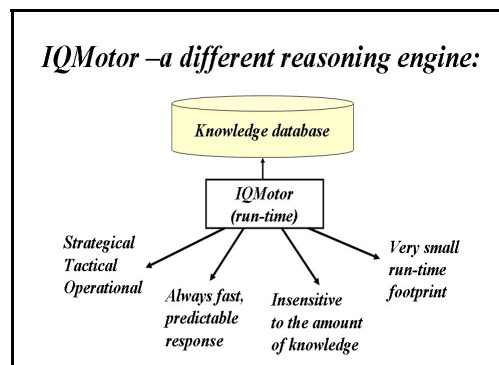 IQMotor –a different reasoning engine:
Knowledge database
IQMotor
(run-time)
Strategical
Tactical
Operational
Always fast,
predictable
response
Insensitive
to the amount
of knowledge
Very small
run-time
footprint